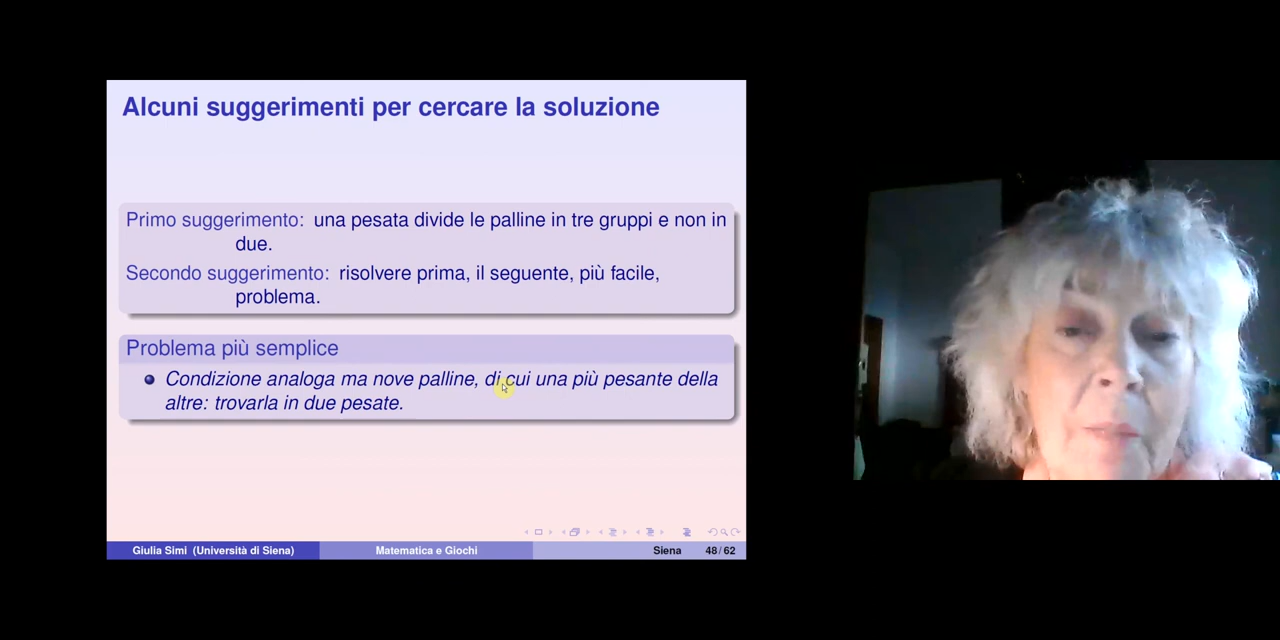 Alcuni suggerimenti per cercare la soluzione
Primo suggerimento: una pesata divide le palline in tre gruppi e non in
due.
Secondo suggerimento: risolvere prima, il seguente, più facile,
problema.
Problema più semplice
Condizione analoga ma nove palline, di cui una più pesante della
altre: trovarla in due pesate.
Giulia Simi (Università di Siena) Matematica e Giochi Siena 48/62